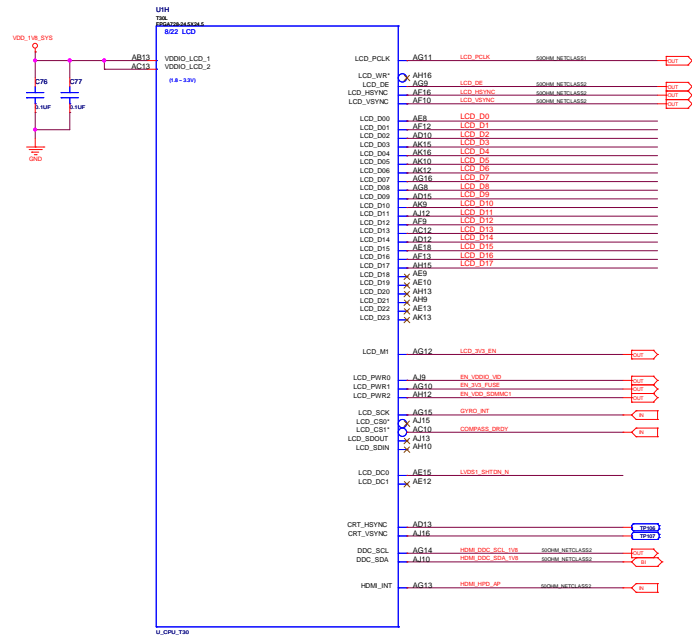 U1H
T30L
FPGA728-24.5X24.5
8/22 LCD
VDD_1V8_SYS
AB13 VDDIO_LCD_1
AC13 VDDIO_LCD_2
(1.8 – 3.3V)
C76 C77
0.1UF 0.1UF
GND
LCD_PCLK AG11 LCD_PCLK 50OHM_NETCLASS1 OUT
LCD_WR* AH16
LCD_DE AG9 LCD_DE 50OHM_NETCLASS2 OUT
LCD_HSYNC AF16 LCD_HSYNC 50OHM_NETCLASS2 OUT
LCD_VSYNC AF10 LCD_VSYNC 50OHM_NETCLASS2 OUT
LCD_D00 AE8 LCD_D0
LCD_D01 AF12 LCD_D1
LCD_D02 AD10 LCD_D2
LCD_D03 AK15 LCD_D3
LCD_D04 AK16 LCD_D4
LCD_D05 AK10 LCD_D5
LCD_D06 AK12 LCD_D6
LCD_D07 AG16 LCD_D7
LCD_D08 AG8 LCD_D8
LCD_D09 AD15 LCD_D9
LCD_D10 AK9 LCD_D10
LCD_D11 AJ12 LCD_D11
LCD_D12 AF9 LCD_D12
LCD_D13 AC12 LCD_D13
LCD_D14 AD12 LCD_D14
LCD_D15 AE18 LCD_D15
LCD_D16 AF13 LCD_D16
LCD_D17 AH15 LCD_D17
LCD_D18 AE9
LCD_D19 AE10
LCD_D20 AH13
LCD_D21 AH9
LCD_D22 AE13
LCD_D23 AK13
LCD_M1 AG12 LCD_3V3_EN OUT
LCD_PWR0 AJ9 EN_VDDIO_VID OUT
LCD_PWR1 AG10 EN_3V3_FUSE OUT
LCD_PWR2 AH12 EN_VDD_SDMMC1 OUT
LCD_SCK AG15 GYRO_INT IN
LCD_CS0* AJ15
LCD_CS1* AC10 COMPASS_DRDY IN
LCD_SDOUT AJ13
LCD_SDIN AH10
LCD_DC0 AE15 LVDS1_SHTDN_N
LCD_DC1 AE12
CRT_HSYNC AD13 TP106
CRT_VSYNC AJ16 TP107
DDC_SCL AG14 HDMI_DDC_SCL_1V8 50OHM_NETCLASS2 OUT
DDC_SDA AJ10 HDMI_DDC_SDA_1V8 50OHM_NETCLASS2 BI
HDMI_INT AG13 HDMI_HPD_AP 50OHM_NETCLASS2 IN
U_CPU_T30